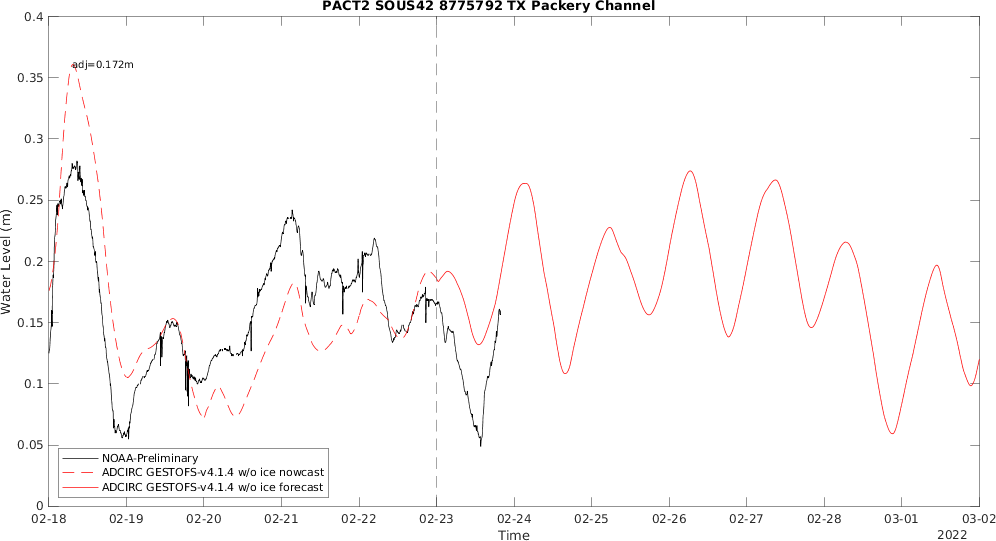 PACT2 SOUS42 8775792 TX Packery Channel
0.4
0.35
0.3
0.25
0.2
0.15
0.1
0.05
0
Water Level (m)
adj=0.172m
NOAA-Preliminary
ADCIRC GESTOFS-v4.1.4 w/o ice nowcast
ADCIRC GESTOFS-v4.1.4 w/o ice forecast
02-18 02-19 02-20 02-21 02-22 02-23 02-24 02-25 02-26 02-27 02-28 03-01 03-02
Time
2022